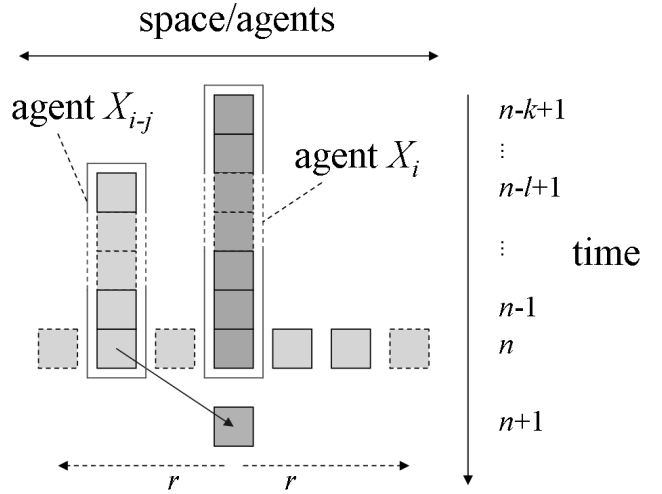 space/agents
agent X_{i-j}
agent X_i
n-k+1
⋮
n-l+1
⋮
time
n-1
n
n+1
r
r